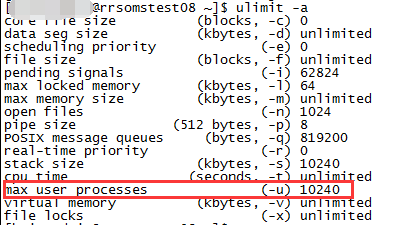 @rrsomstest08 ~]$ ulimit -a
core file size (blocks, -c) 0
data seg size (kbytes, -d) unlimited
scheduling priority (-e) 0
file size (blocks, -f) unlimited
pending signals (-i) 62824
max locked memory (kbytes, -l) 64
max memory size (kbytes, -m) unlimited
open files (-n) 1024
pipe size (512 bytes, -p) 8
POSIX message queues (bytes, -q) 819200
real-time priority (-r) 0
stack size (kbytes, -s) 10240
cpu time (seconds, -t) unlimited
max user processes (-u) 10240
virtual memory (kbytes, -v) unlimited
file locks (-x) unlimited